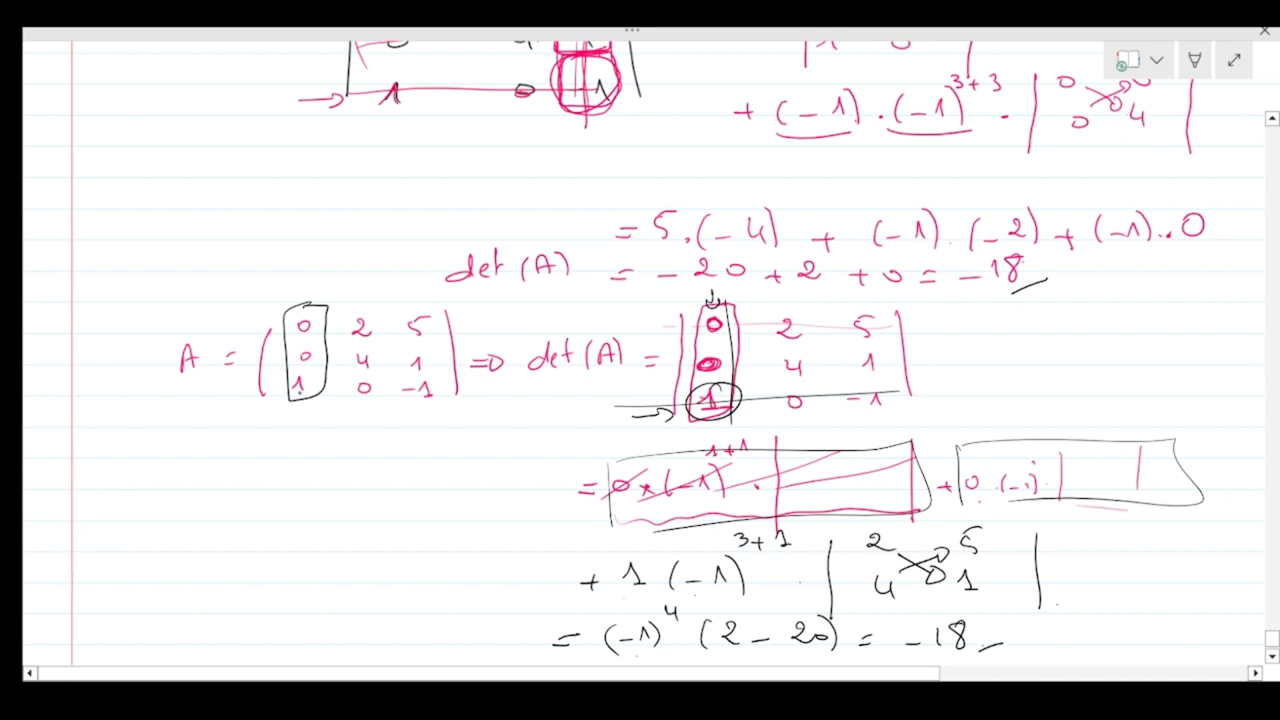 1 0 1
+ (-1) . (-1)^{3+3} . | 0 |
| 0 4 |
= 5.(-4) + (-1).(-2) + (-1).0
det(A) = -20 + 2 + 0 = -18
A = ( 0 2 5 ) | 0 2 5 |
( 0 4 1 ) => det(A) = | 0 4 1 |
( 1 0 -1 ) | 1 0 -1 |
= 0 × (-1)^{1+1} . | | + 0 . (-1) . | |
+ 1 (-1)^{3+1} . | 2 5 |
| 4 1 |
= (-1)^4 (2 - 20) = -18